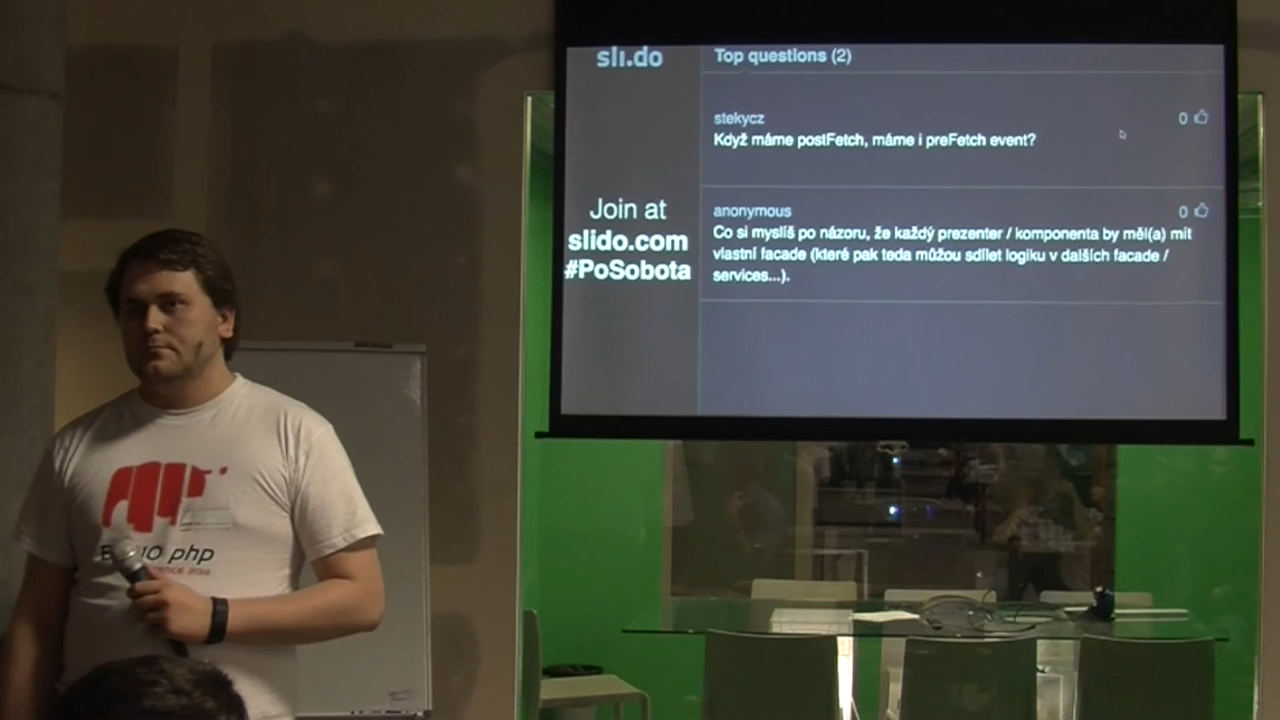 sli.do
Top questions (2)
stekycz
0
Když máme postFetch, máme i preFetch event?
Join at
slido.com
#PoSobota
anonymous
0
Co si myslíš po názoru, že každý prezenter / komponenta by měl(a) mít
vlastní facade (které pak teda můžou sdílet logiku v dalších facade /
services...).
php